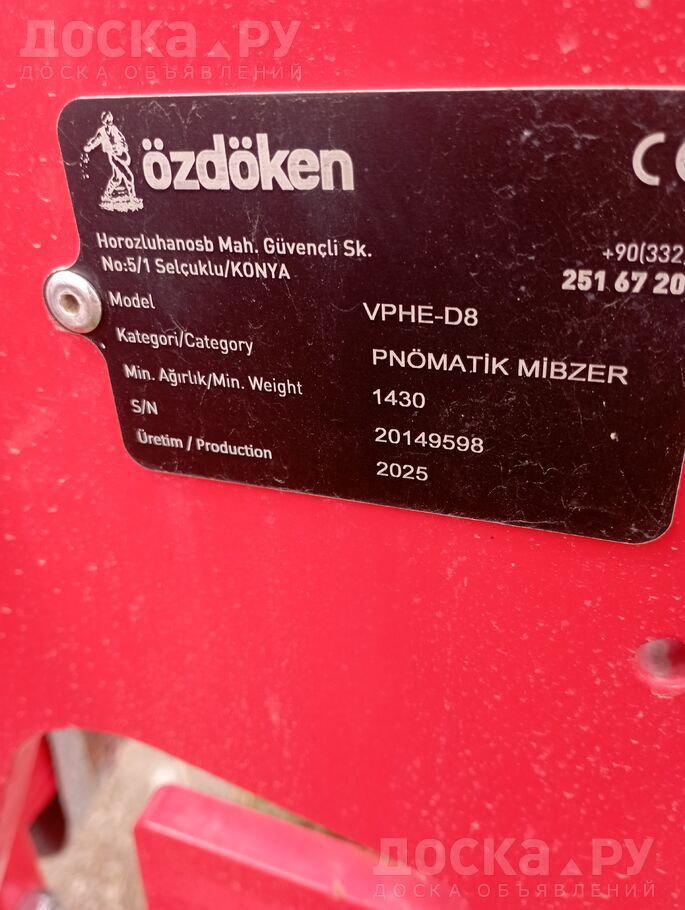 ДОСКА.РУ
ДОСКА ОБЪЯВЛЕНИЙ
özdöken
CE
Horozluhanosb Mah. Güvençli Sk.
No:5/1 Selçuklu/KONYA
+90(332)
251 67 20
Model VPHE-D8
Kategori/Category PNÖMATİK MİBZER
Min. Ağırlık/Min. Weight 1430
S/N 20149598
Üretim / Production 2025
ДОСКА.РУ
ДОСКА ОБЪЯВЛЕНИЙ